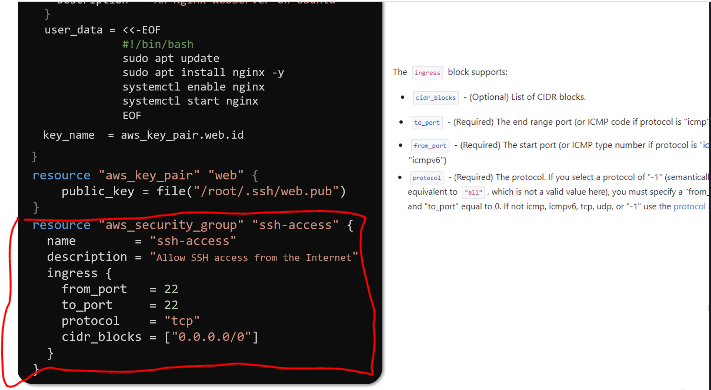 description = "An nginx webserver on ubuntu"
}
user_data = <<-EOF
#!/bin/bash
sudo apt update
sudo apt install nginx -y
systemctl enable nginx
systemctl start nginx
EOF
key_name = aws_key_pair.web.id
}
resource "aws_key_pair" "web" {
public_key = file("/root/.ssh/web.pub")
}
resource "aws_security_group" "ssh-access" {
name = "ssh-access"
description = "Allow SSH access from the Internet"
ingress {
from_port = 22
to_port = 22
protocol = "tcp"
cidr_blocks = ["0.0.0.0/0"]
}
}
The ingress block supports:
• cidr_blocks - (Optional) List of CIDR blocks.
• to_port - (Required) The end range port (or ICMP code if protocol is "icmp"
• from_port - (Required) The start port (or ICMP type number if protocol is "ic
"icmpv6")
• protocol - (Required) The protocol. If you select a protocol of "-1" (semantical
equivalent to "all" , which is not a valid value here), you must specify a "from_
and "to_port" equal to 0. If not icmp, icmpv6, tcp, udp, or "-1" use the protocol